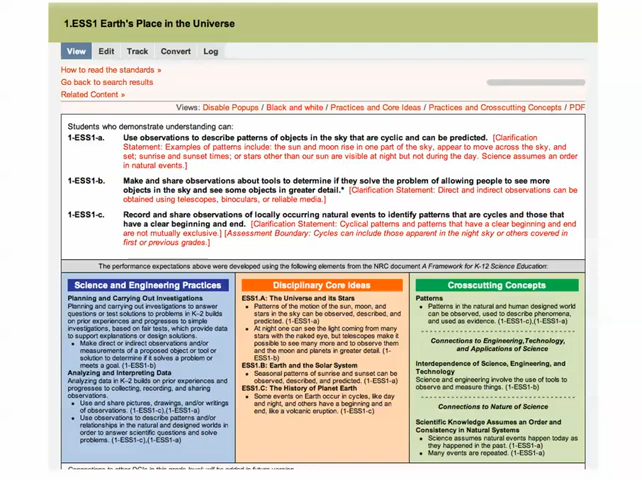 1.ESS1 Earth's Place in the Universe
View Edit Track Convert Log
How to read the standards »
Go back to search results
Related Content »
Views: Disable Popups / Black and white / Practices and Core Ideas / Practices and Crosscutting Concepts / PDF
Students who demonstrate understanding can:
1-ESS1-a. Use observations to describe patterns of objects in the sky that are cyclic and can be predicted. [Clarification
Statement: Examples of patterns include: the sun and moon rise in one part of the sky, appear to move across the sky, and
set; sunrise and sunset times; or stars other than our sun are visible at night but not during the day. Science assumes an order
in natural events.]
1-ESS1-b. Make and share observations about tools to determine if they solve the problem of allowing people to see more
objects in the sky and see some objects in greater detail.* [Clarification Statement: Direct and indirect observations can be
obtained using telescopes, binoculars, or reliable media.]
1-ESS1-c. Record and share observations of locally occurring natural events to identify patterns that are cycles and those that
have a clear beginning and end. [Clarification Statement: Cyclical patterns and patterns that have a clear beginning and end
are not mutually exclusive.] [Assessment Boundary: Cycles can include those apparent in the night sky or others covered in
first or previous grades.]
The performance expectations above were developed using the following elements from the NRC document A Framework for K-12 Science Education:
Science and Engineering Practices
Planning and Carrying Out Investigations
Planning and carrying out investigations to answer
questions or test solutions to problems in K–2 builds
on prior experiences and progresses to simple
investigations, based on fair tests, which provide data
to support explanations or design solutions.
• Make direct or indirect observations and/or
measurements of a proposed object or tool or
solution to determine if it solves a problem or
meets a goal. (1-ESS1-b)
Analyzing and Interpreting Data
Analyzing data in K–2 builds on prior experiences and
progresses to collecting, recording, and sharing
observations.
• Use and share pictures, drawings, and/or writings
of observations. (1-ESS1-c),(1-ESS1-a)
• Use observations to describe patterns and/or
relationships in the natural and designed worlds in
order to answer scientific questions and solve
problems. (1-ESS1-c),(1-ESS1-a)
Disciplinary Core Ideas
ESS1.A: The Universe and its Stars
• Patterns of the motion of the sun, moon, and
stars in the sky can be observed, described, and
predicted. (1-ESS1-a)
• At night one can see the light coming from many
stars with the naked eye, but telescopes make it
possible to see many more and to observe them
and the moon and planets in greater detail. (1-
ESS1-b)
ESS1.B: Earth and the Solar System
• Seasonal patterns of sunrise and sunset can be
observed, described, and predicted. (1-ESS1-a)
ESS1.C: The History of Planet Earth
• Some events on Earth occur in cycles, like day
and night, and others have a beginning and an
end, like a volcanic eruption. (1-ESS1-c)
Crosscutting Concepts
Patterns
• Patterns in the natural and human designed world
can be observed, used to describe phenomena,
and used as evidence. (1-ESS1-c),(1-ESS1-a)
Connections to Engineering,Technology,
and Applications of Science
Interdependence of Science, Engineering, and
Technology
Science and engineering involve the use of tools to
observe and measure things. (1-ESS1-b)
Connections to Nature of Science
Scientific Knowledge Assumes an Order and
Consistency in Natural Systems
• Science assumes natural events happen today as
they happened in the past. (1-ESS1-a)
• Many events are repeated. (1-ESS1-a)